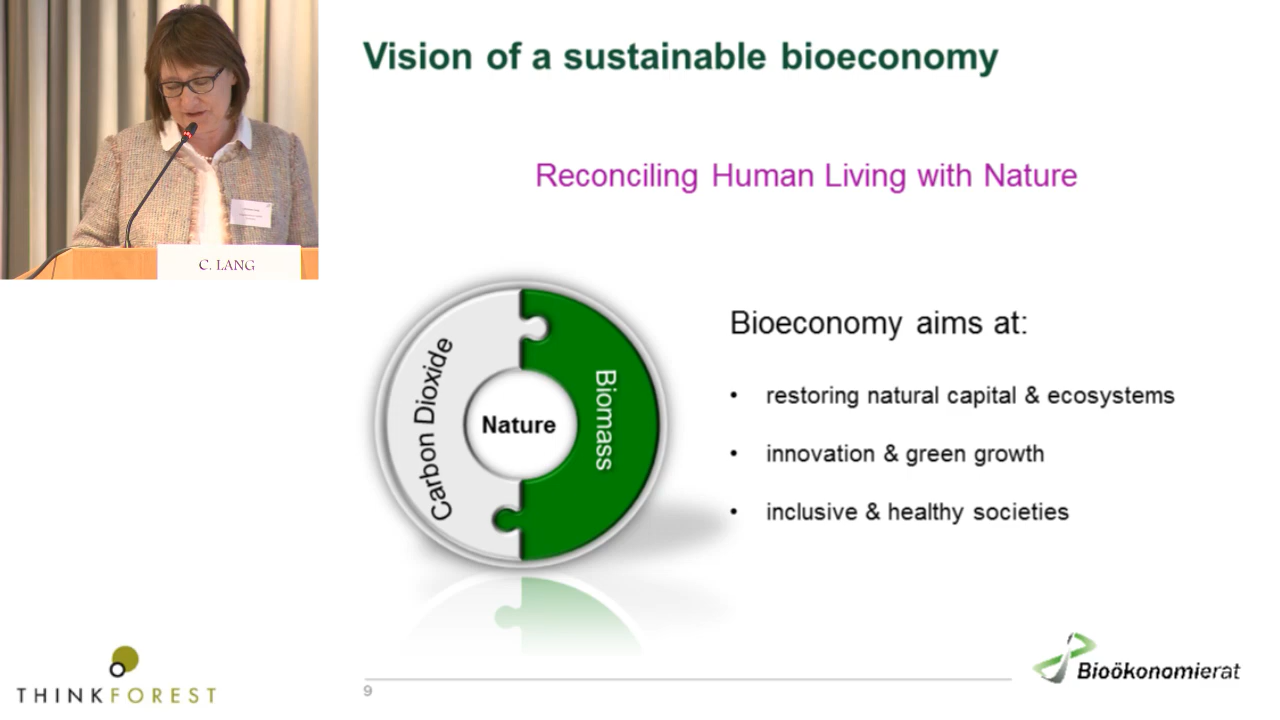 Vision of a sustainable bioeconomy
Reconciling Human Living with Nature
C. LANG
Carbon Dioxide
Nature
Biomass
Bioeconomy aims at:
• restoring natural capital & ecosystems
• innovation & green growth
• inclusive & healthy societies
THINKFOREST
9
Bioökonomierat